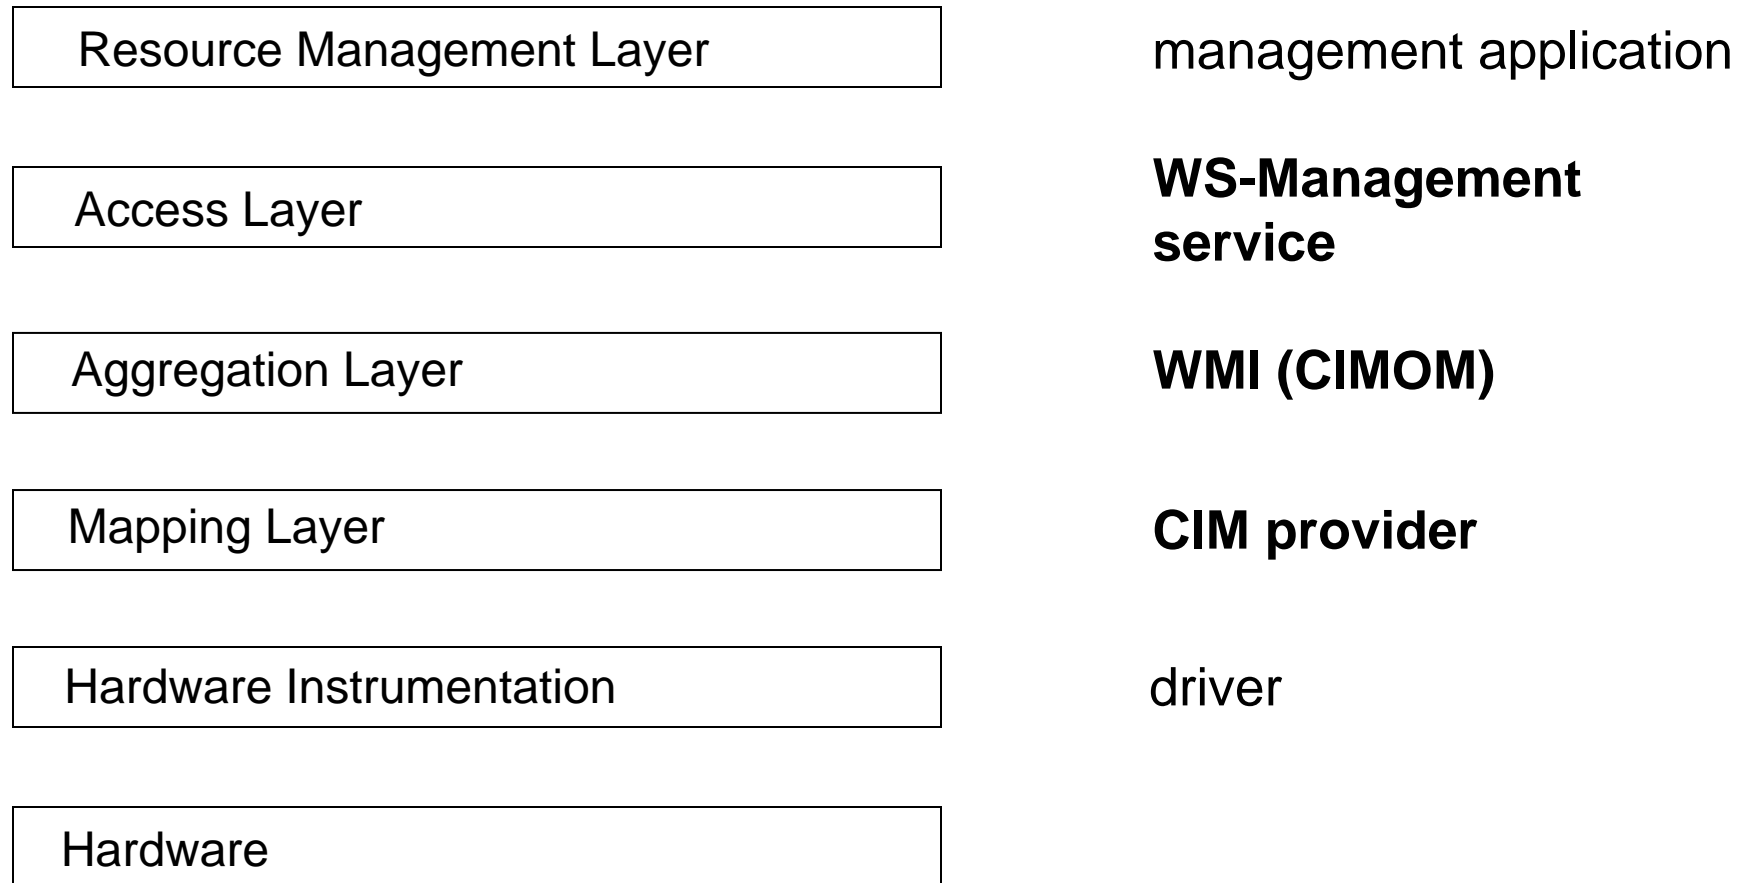 Resource Management Layer
management application
Access Layer
WS-Management
service
Aggregation Layer
WMI (CIMOM)
Mapping Layer
CIM provider
Hardware Instrumentation
driver
Hardware